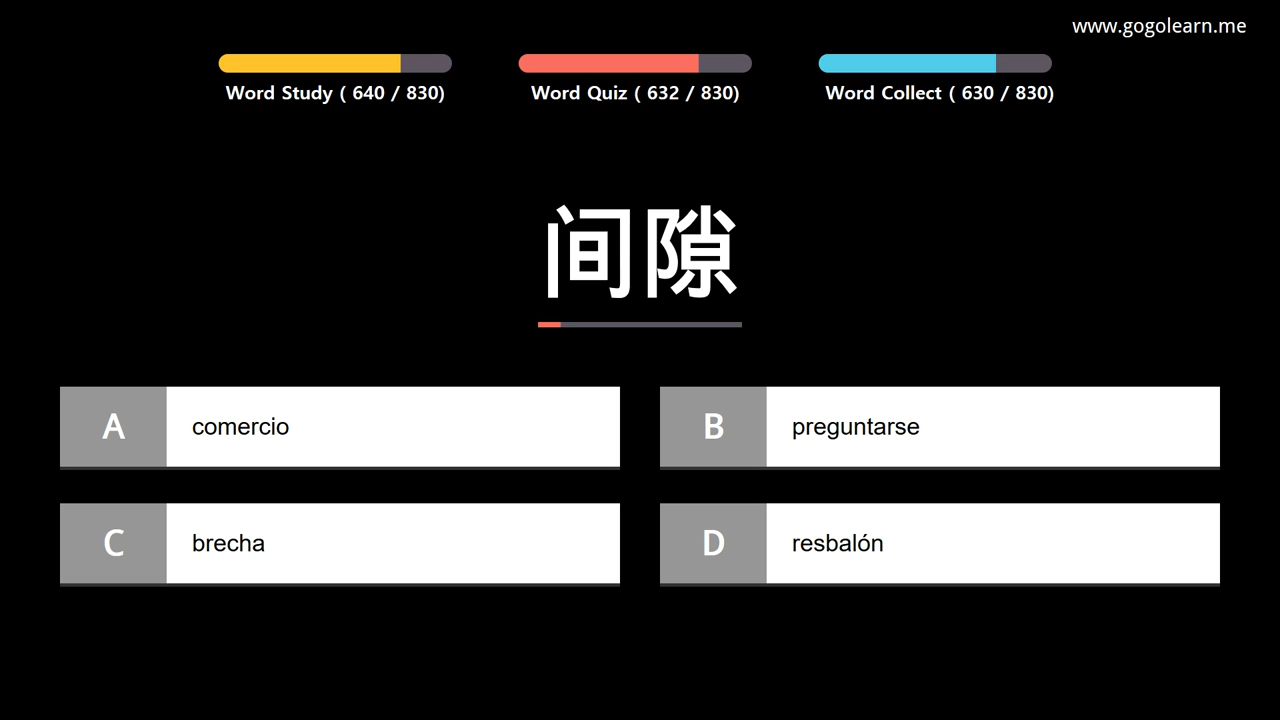 www.gogolearn.me
Word Study ( 640 / 830)
Word Quiz ( 632 / 830)
Word Collect ( 630 / 830)
间隙
A comercio
B preguntarse
C brecha
D resbalón